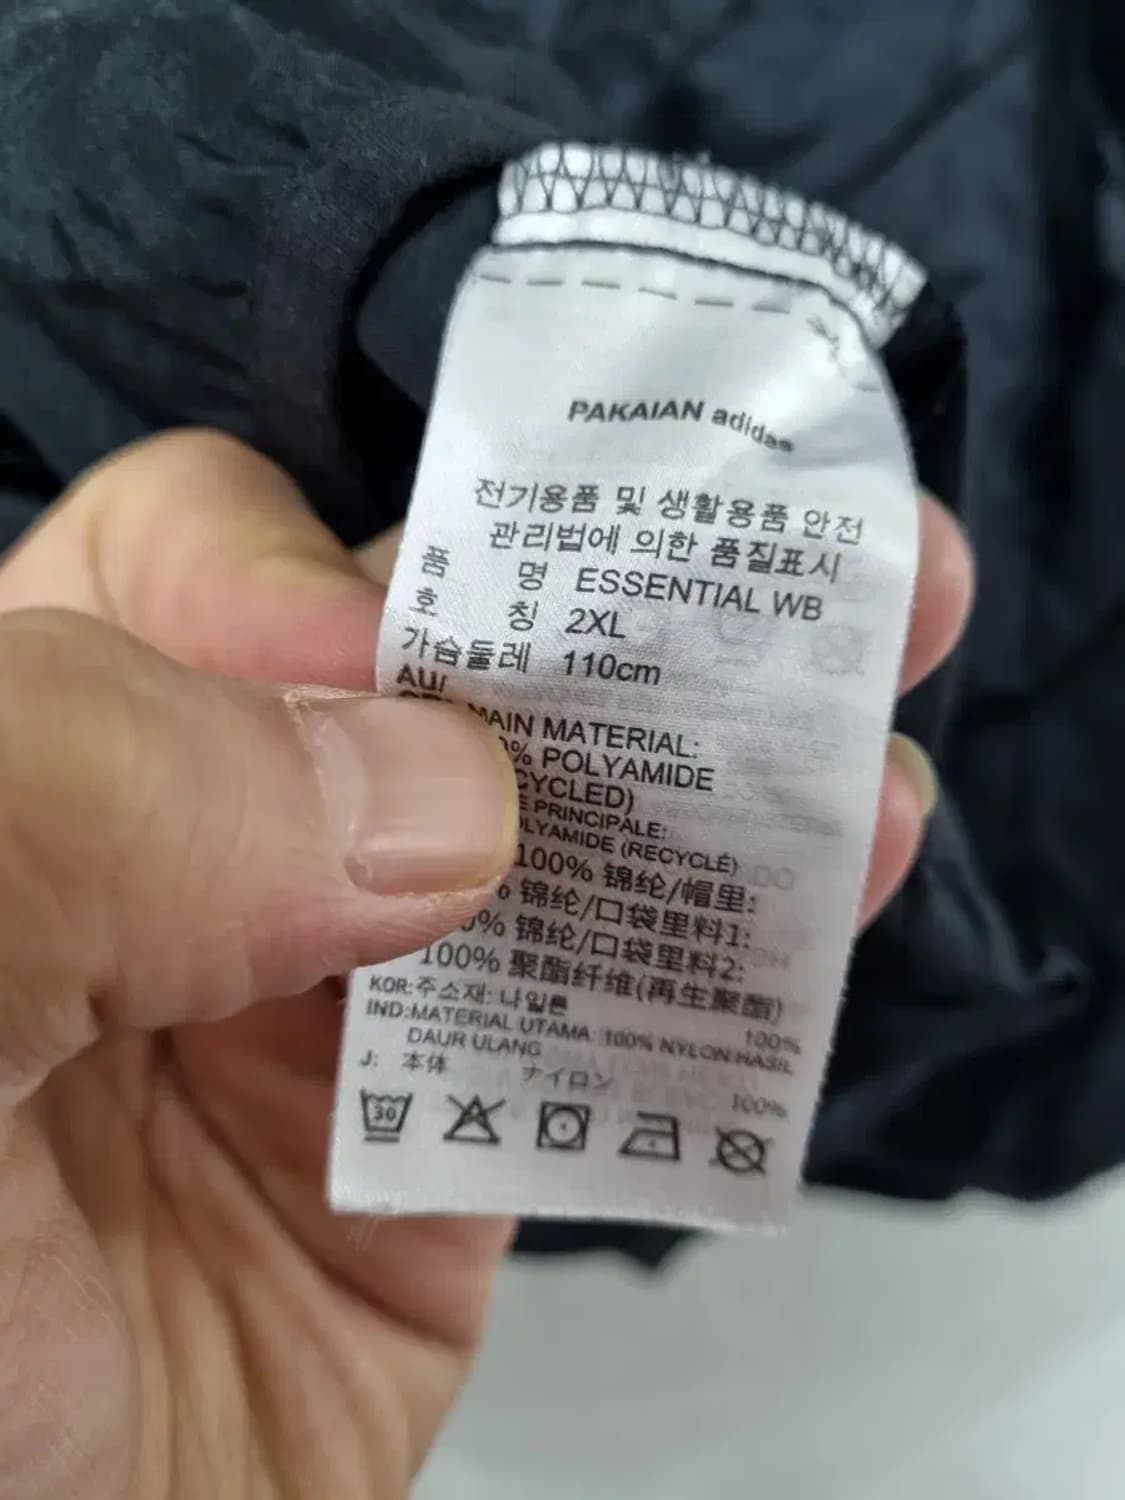 PAKAIAN adidas
전기용품 및 생활용품 안전
관리법에 의한 품질표시
품 명 ESSENTIAL WB
호 칭 2XL
가슴둘레 110cm
AU/
MAIN MATERIAL:
% POLYAMIDE
CYCLED)
PRINCIPALE:
LYAMIDE (RECYCLÉ)
100% 锦纶/帽里:
% 锦纶/口袋里料1:
0% 锦纶/口袋里料2:
100% 聚酯纤维(再生聚酯)
KOR:주소재: 나일론 100%
IND:MATERIAL UTAMA: 100% NYLON HASIL
DAUR ULANG
J: 本体 ナイロン 100%
30